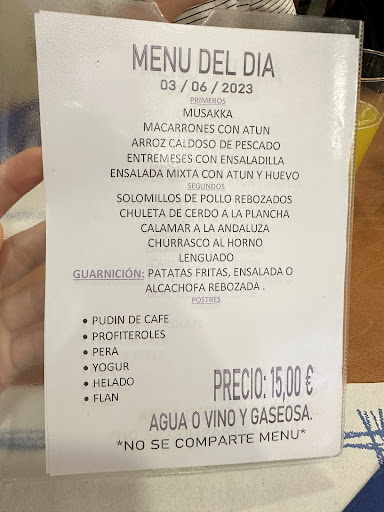 MENU DEL DIA
03 / 06 / 2023
PRIMEROS
MUSAKKA
MACARRONES CON ATUN
ARROZ CALDOSO DE PESCADO
ENTREMESES CON ENSALADILLA
ENSALADA MIXTA CON ATUN Y HUEVO
SEGUNDOS
SOLOMILLOS DE POLLO REBOZADOS
CHULETA DE CERDO A LA PLANCHA
CALAMAR A LA ANDALUZA
CHURRASCO AL HORNO
LENGUADO
GUARNICIÓN: PATATAS FRITAS, ENSALADA O
ALCACHOFA REBOZADA .
POSTRES
• PUDIN DE CAFE
• PROFITEROLES
• PERA
• YOGUR
• HELADO
• FLAN
PRECIO: 15,00 €
AGUA O VINO Y GASEOSA.
*NO SE COMPARTE MENU*